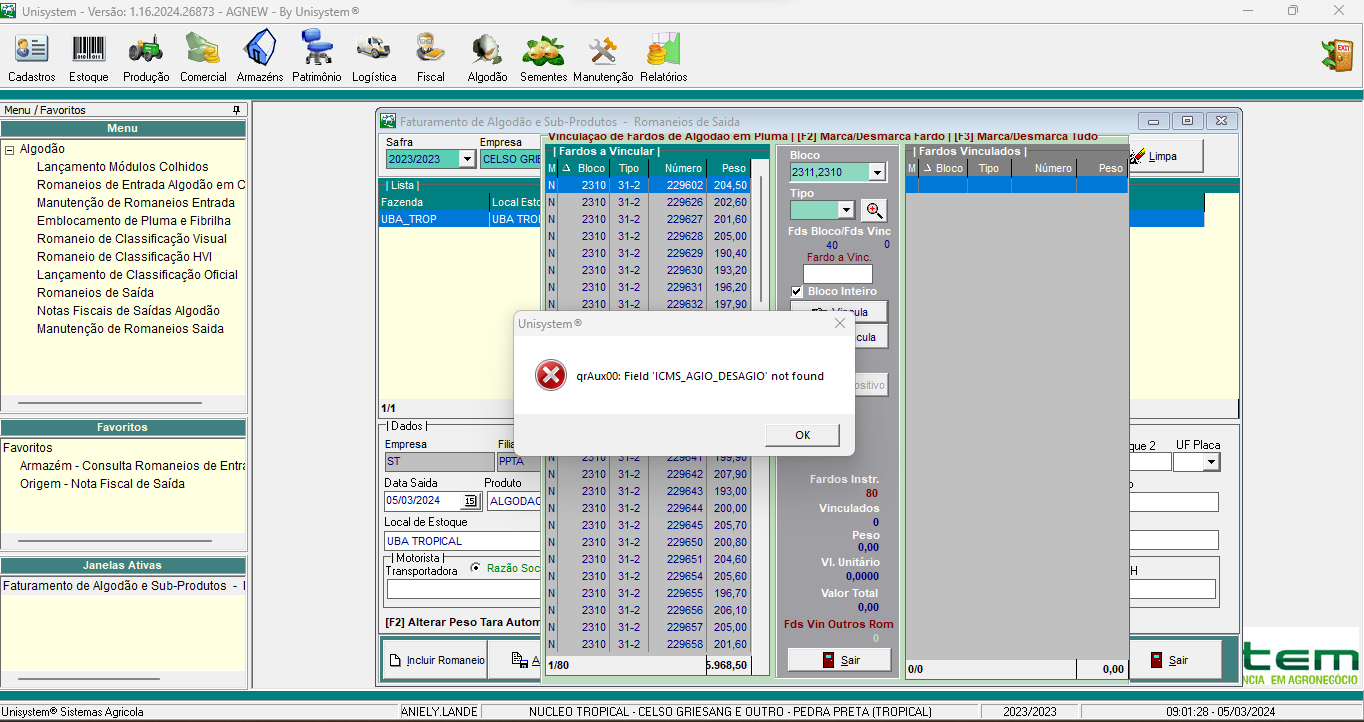 Unisystem - Versão: 1.16.2024.26873 - AGNEW - By Unisystem®
Cadastros Estoque Produção Comercial Armazéns Patrimônio Logística Fiscal Algodão Sementes Manutenção Relatórios
EXIT
Menu / Favoritos
Menu
Algodão
Lançamento Módulos Colhidos
Romaneios de Entrada Algodão em C
Manutenção de Romaneios Entrada
Emblocamento de Pluma e Fibrilha
Romaneio de Classificação Visual
Romaneio de Classificação HVI
Lançamento de Classificação Oficial
Romaneios de Saída
Notas Fiscais de Saídas Algodão
Manutenção de Romaneios Saida
Favoritos
Favoritos
Armazém - Consulta Romaneios de Entra
Origem - Nota Fiscal de Saída
Janelas Ativas
Faturamento de Algodão e Sub-Produtos -
Faturamento de Algodão e Sub-Produtos - Romaneios de Saida
Safra Empresa
2023/2023 CELSO GRIE
Limpa
| Lista |
Fazenda Local Esto
UBA_TROP UBA TROI
1/1
| Dados |
Empresa Filia
ST PPTA
Data Saida Produto
05/03/2024 15 ALGODAO
Local de Estoque
UBA TROPICAL
| Motorista |
Transportadora Razão Soc
[F2] Alterar Peso Tara Autom
Incluir Romaneio A
Vinculação de Fardos de Algodão em Pluma | [F2] Marca/Desmarca Fardo | [F3] Marca/Desmarca Tudo
| Fardos a Vincular |
M Δ Bloco Tipo Número Peso
N 2310 31-2 229602 204,50
N 2310 31-2 229626 202,60
N 2310 31-2 229627 201,60
N 2310 31-2 229628 205,00
N 2310 31-2 229629 190,40
N 2310 31-2 229630 193,20
N 2310 31-2 229631 196,20
N 2310 31-2 229632 197,90
N 2310 31-2 229641 199,90
N 2310 31-2 229642 207,90
N 2310 31-2 229643 193,00
N 2310 31-2 229644 200,00
N 2310 31-2 229645 205,70
N 2310 31-2 229650 200,80
N 2310 31-2 229651 204,60
N 2310 31-2 229654 205,60
N 2310 31-2 229655 196,70
N 2310 31-2 229656 206,10
N 2310 31-2 229657 205,00
N 2310 31-2 229658 201,60
1/80 5.968,50
Bloco
2311,2310
Tipo
Fds Bloco/Fds Vinc
40 0
Fardo a Vinc.
Bloco Inteiro
ula
cula
ositivo
Fardos Instr.
80
Vinculados
0
Peso
0,00
Vl. Unitário
0,0000
Valor Total
0,00
Fds Vin Outros Rom
0
Sair
| Fardos Vinculados |
M Δ Bloco Tipo Número Peso
0/0 0,00
que 2 UF Placa
o
H
Sair
Unisystem®
qrAux00: Field 'ICMS_AGIO_DESAGIO' not found
OK
tem
NCIA EM AGRONEGÓCIO
Unisystem® Sistemas Agricola ANIELY.LANDE NUCLEO TROPICAL - CELSO GRIESANG E OUTRO - PEDRA PRETA (TROPICAL) 2023/2023 09:01:28 - 05/03/2024